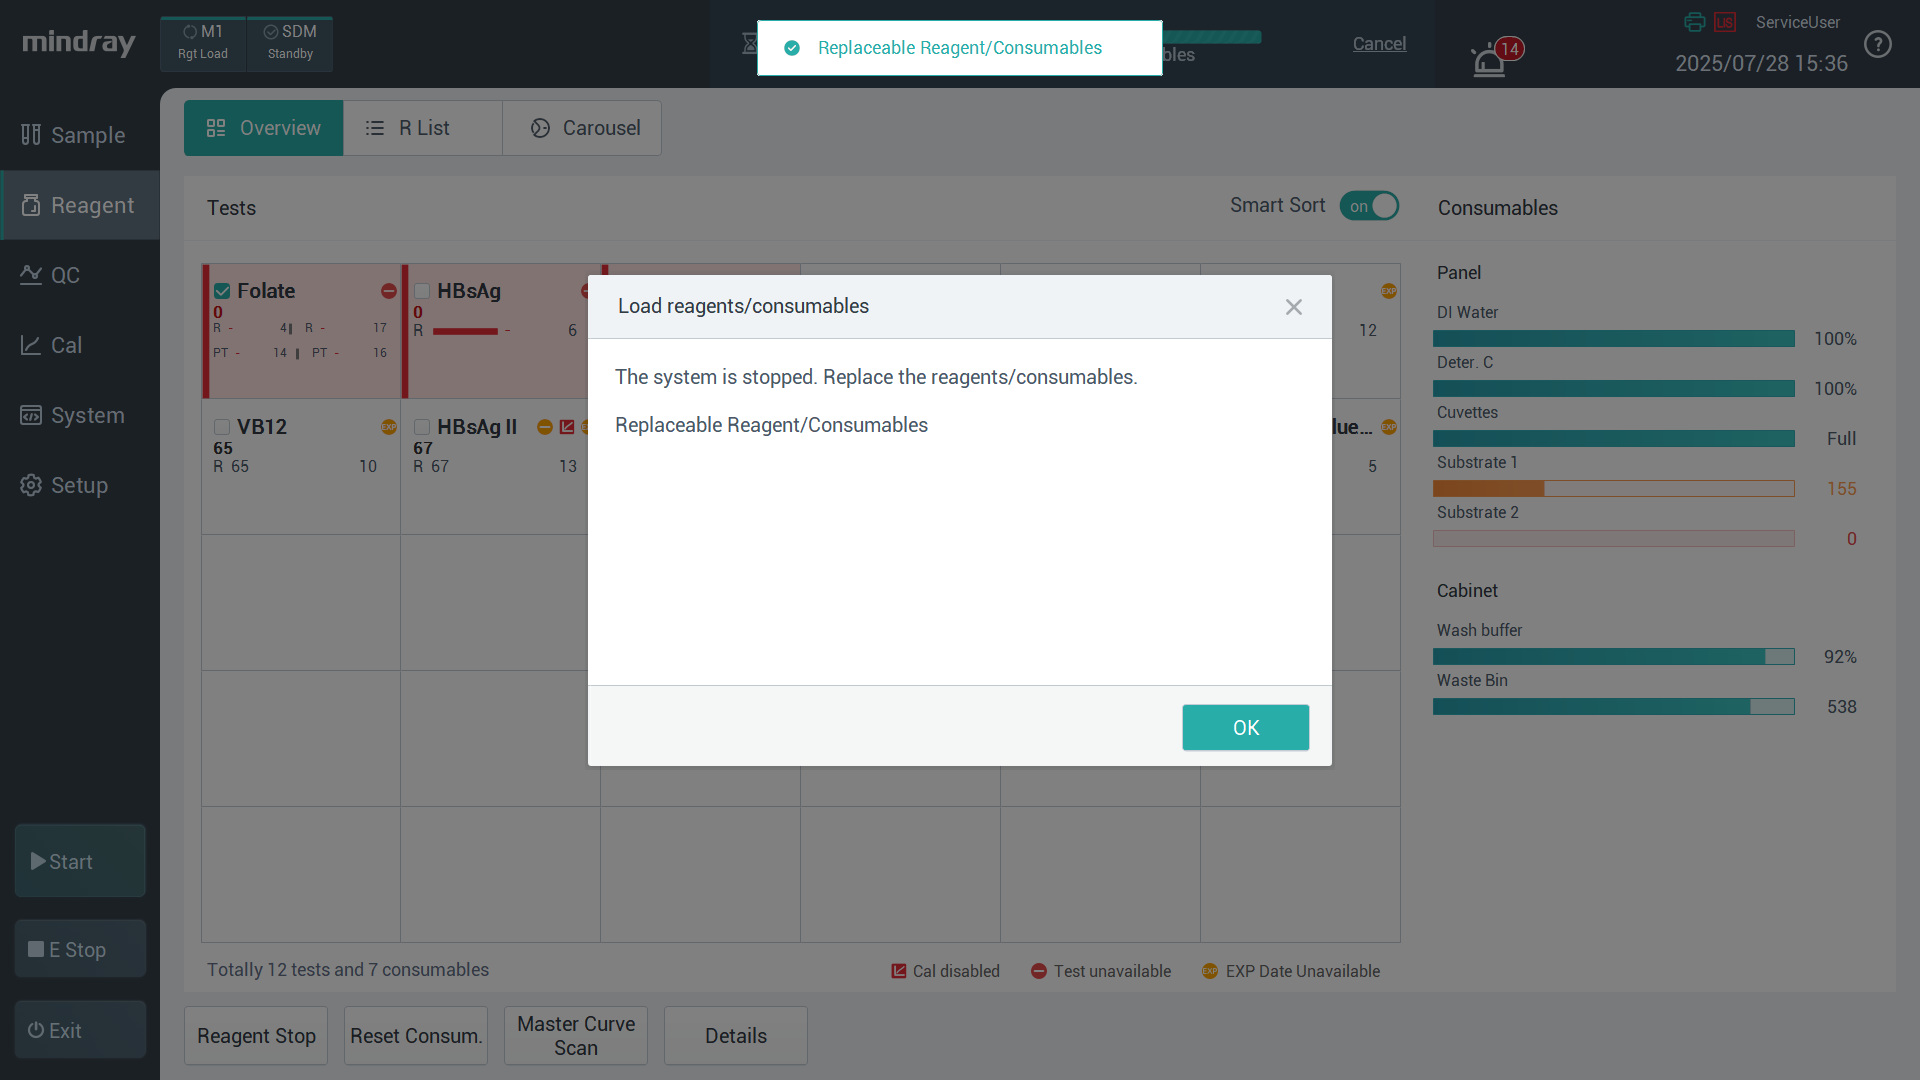 mindray
M1
Rgt Load
SDM
Standby
Replaceable Reagent/Consumables
bles
Cancel
14
LIS
ServiceUser
2025/07/28 15:36
?
Sample
Reagent
QC
Cal
System
Setup
Start
E Stop
Exit
Overview
R List
Carousel
Tests
Smart Sort
on
Folate
0
R - 4 R - 17
PT - 14 PT - 16
HBsAg
0
R - 6
EXP
12
VB12
EXP
65
R 65 10
HBsAg II
67
R 67 13
lue...
EXP
5
Load reagents/consumables
The system is stopped. Replace the reagents/consumables.
Replaceable Reagent/Consumables
OK
Consumables
Panel
DI Water
100%
Deter. C
100%
Cuvettes
Full
Substrate 1
155
Substrate 2
0
Cabinet
Wash buffer
92%
Waste Bin
538
Totally 12 tests and 7 consumables
Cal disabled
Test unavailable
EXP
EXP Date Unavailable
Reagent Stop
Reset Consum.
Master Curve
Scan
Details